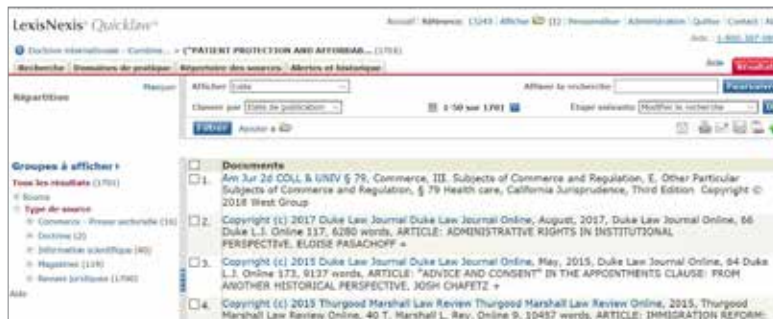 LexisNexis® Quicklaw®
Accueil Référence: 13249 Afficher (1) Personnaliser Administration Quitter Contact
Aide
Doctrine internationale - Combiné... > ("PATIENT PROTECTION AND AFFORDAB... (1701)
Recherche Domaines de pratique Répertoire des sources Alertes et historique
Aide Résultats
Répartition
Masquer
Afficher Liste
Affiner la recherche
Classer par Date de publication
1-50 sur 1701
Étape suivante Modifier la recherche
Filtrer Ajouter à
Groupes à afficher
Tous les résultats (1701)
Source
Type de source
Commerce - Presse sectorielle (16)
Doctrine (2)
Information scientifique (40)
Magazines (119)
Revues juridiques (1700)
Aide
Documents
1. Am Jur 2d COLL & UNIV § 79, Commerce, III. Subjects of Commerce and Regulation, E. Other Particular
Subjects of Commerce and Regulation, § 79 Health care, California Jurisprudence, Third Edition Copyright ©
2018 West Group
2. Copyright (c) 2017 Duke Law Journal Duke Law Journal Online, August, 2017, Duke Law Journal Online, 66
Duke L.J. Online 117, 6280 words, ARTICLE: ADMINISTRATIVE RIGHTS IN INSTITUTIONAL
PERSPECTIVE, ELOISE PASACHOFF +
3. Copyright (c) 2015 Duke Law Journal Duke Law Journal Online, May, 2015, Duke Law Journal Online, 64 Duke
L.J. Online 173, 9137 words, ARTICLE: "ADVICE AND CONSENT" IN THE APPOINTMENTS CLAUSE: FROM
ANOTHER HISTORICAL PERSPECTIVE, JOSH CHAFETZ +
4. Copyright (c) 2015 Thurgood Marshall Law Review Thurgood Marshall Law Review Online, 2015, Thurgood
Marshall Law Review Online, 40 T. Marshall L. Rev. Online 9, 10457 words, ARTICLE: IMMIGRATION REFORM: